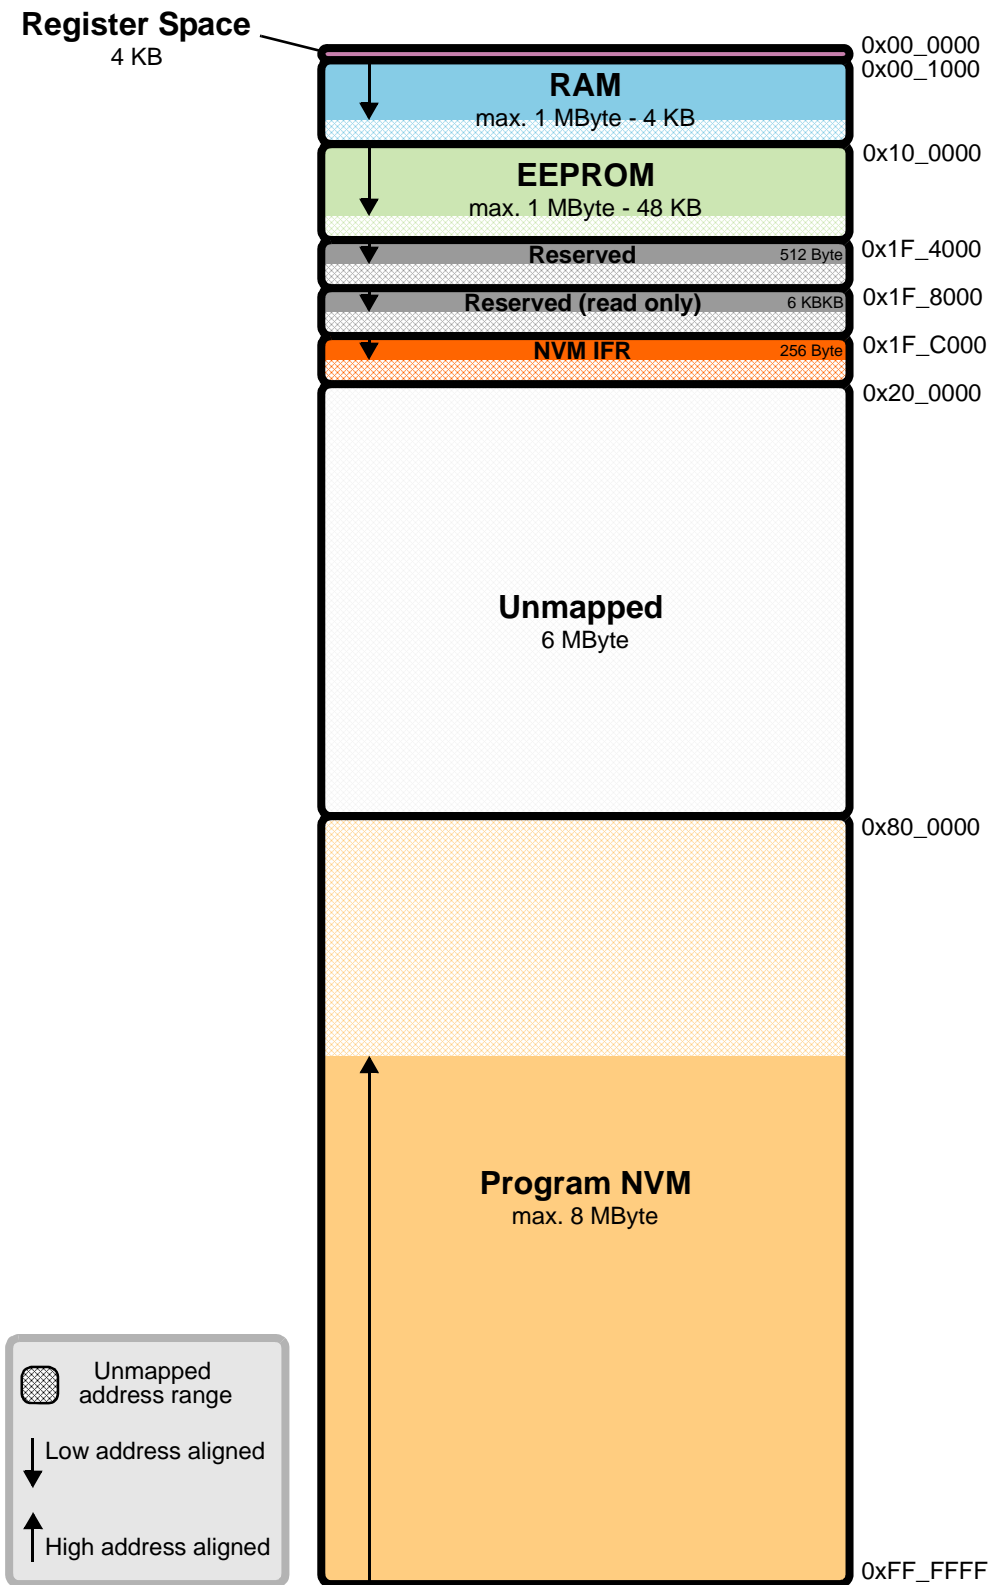 Register Space
4 KB
0x00_0000
0x00_1000
RAM
max. 1 MByte - 4 KB
0x10_0000
EEPROM
max. 1 MByte - 48 KB
0x1F_4000
Reserved
512 Byte
0x1F_8000
Reserved (read only)
6 KBKB
0x1F_C000
NVM IFR
256 Byte
0x20_0000
Unmapped
6 MByte
0x80_0000
Program NVM
max. 8 MByte
0xFF_FFFF
Unmapped
address range
Low address aligned
High address aligned